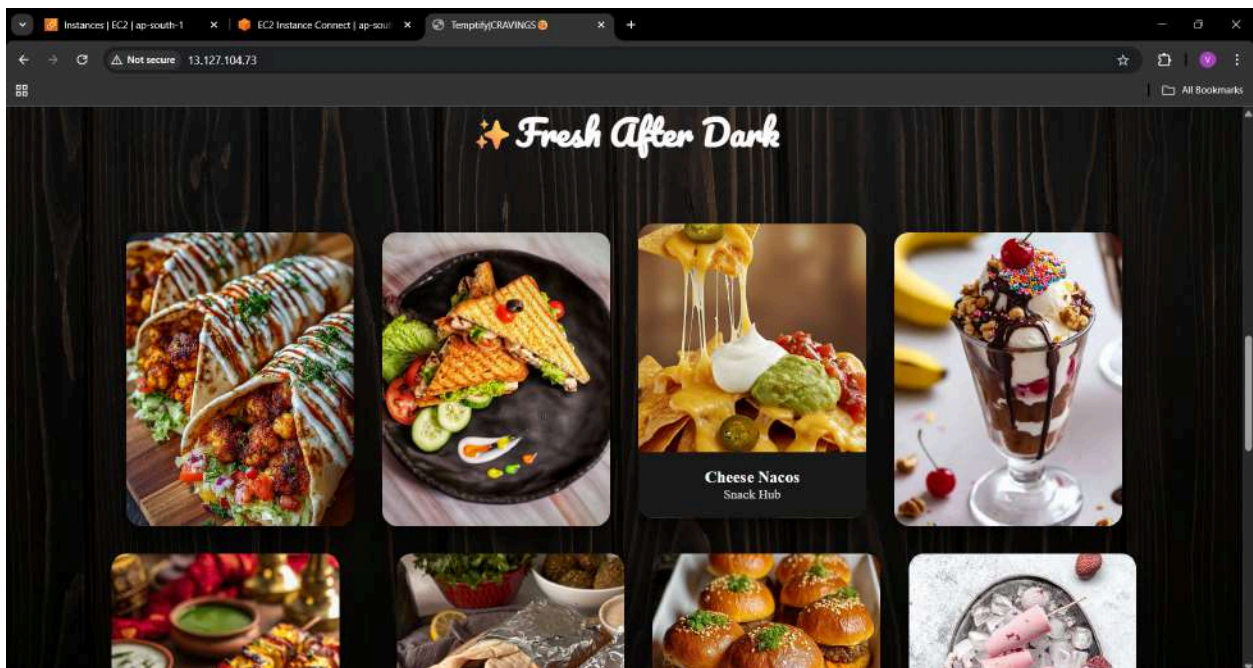 Instances | EC2 | ap-south-1
EC2 Instance Connect | ap-sou
Temptify|CRAVINGS
Not secure
13.127.104.73
V
All Bookmarks
Fresh After Dark
Cheese Nacos
Snack Hub